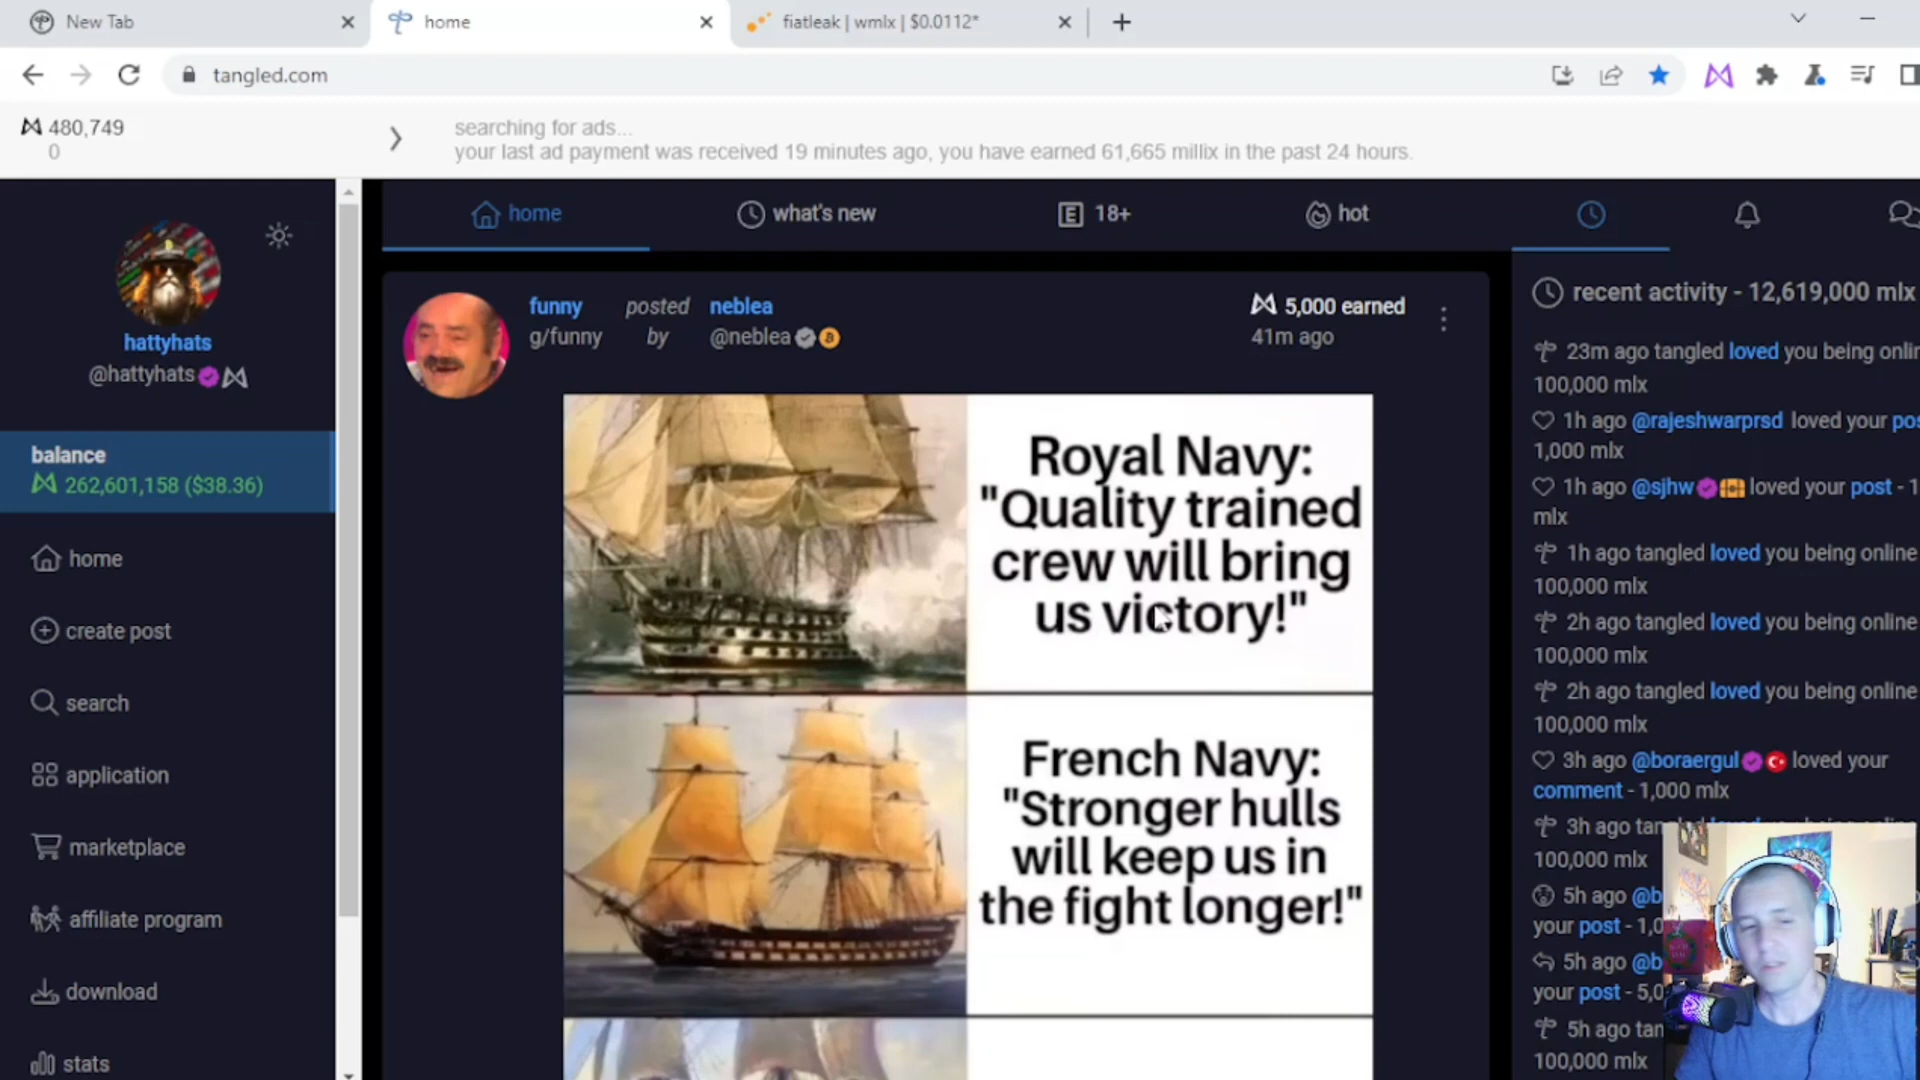 New Tab
home
fiatleak | wmlx | $0.0112*
tangled.com
480,749
0
searching for ads...
your last ad payment was received 19 minutes ago, you have earned 61,665 millix in the past 24 hours.
hattyhats
@hattyhats
balance
262,601,158 ($38.36)
home
create post
search
application
marketplace
affiliate program
download
stats
home
what's new
18+
hot
funny
g/funny
posted
by
neblea
@neblea
5,000 earned
41m ago
Royal Navy:
"Quality trained
crew will bring
us victory!"
French Navy:
"Stronger hulls
will keep us in
the fight longer!"
recent activity - 12,619,000 mlx
23m ago tangled loved you being
100,000 mlx
1h ago @rajeshwarprsd loved your
1,000 mlx
1h ago @sjhw loved your post -
mlx
1h ago tangled loved you being online
100,000 mlx
2h ago tangled loved you being online
100,000 mlx
2h ago tangled loved you being online
100,000 mlx
3h ago @boraergul loved your
comment - 1,000 mlx
3h ago
100,000 mlx
5h ago
your post -
5h ago
your post -
5h ago
100,000 mlx